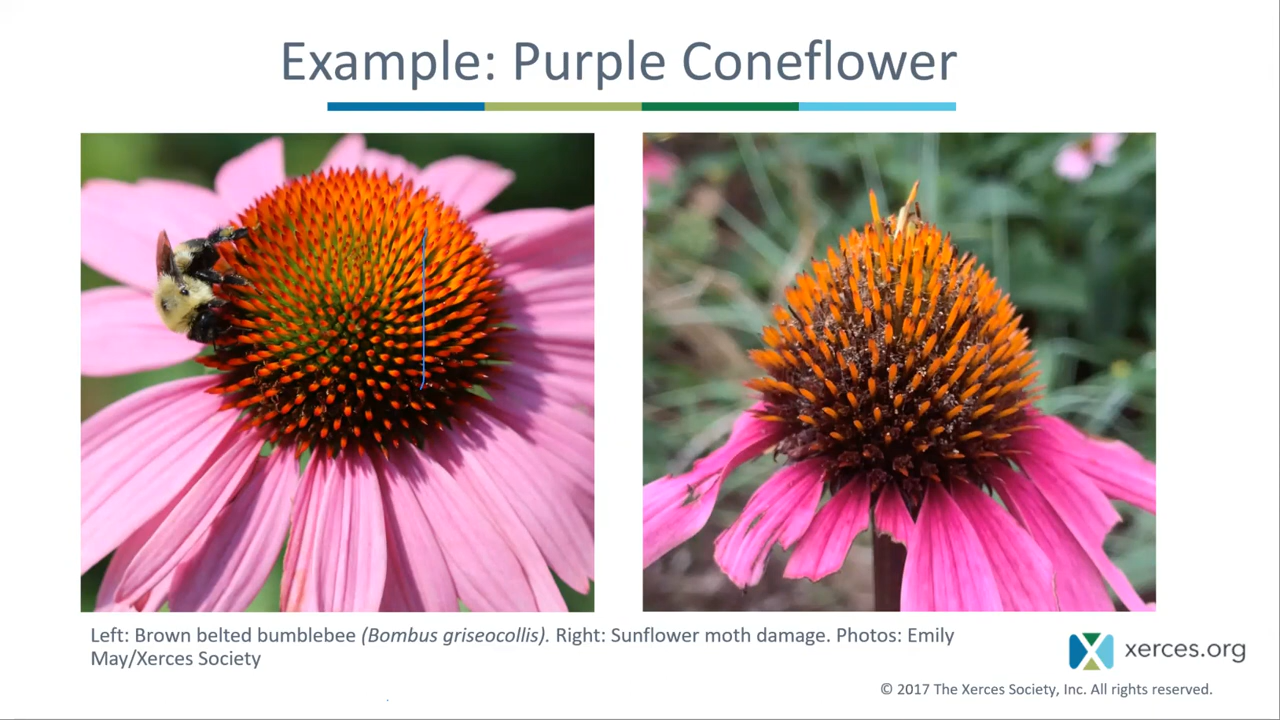 Example: Purple Coneflower
Left: Brown belted bumblebee (Bombus griseocollis). Right: Sunflower moth damage. Photos: Emily
May/Xerces Society
xerces.org
© 2017 The Xerces Society, Inc. All rights reserved.